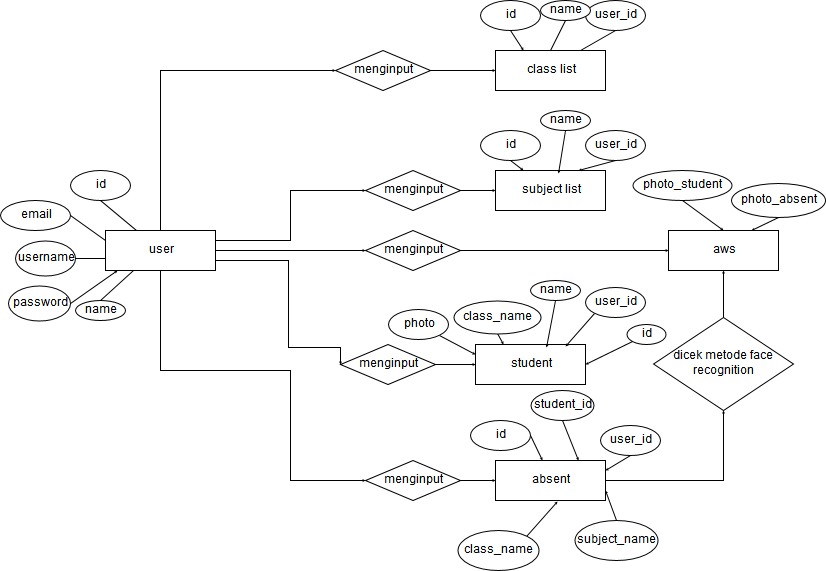 id
name
user_id
menginput
class list
id
name
user_id
menginput
subject list
photo_student
photo_absent
id
email
username
password
name
user
menginput
aws
photo
class_name
name
user_id
id
menginput
student
dicek metode face
recognition
student_id
id
user_id
menginput
absent
class_name
subject_name